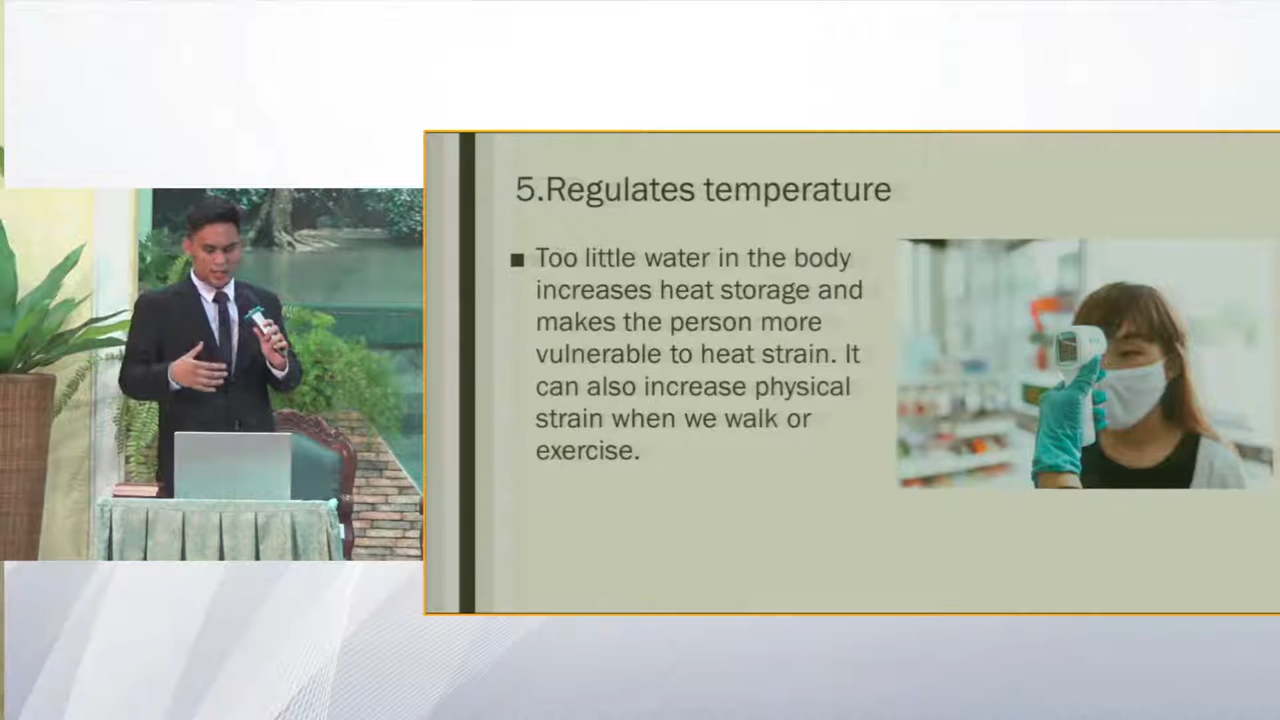 5.Regulates temperature
■ Too little water in the body
increases heat storage and
makes the person more
vulnerable to heat strain. It
can also increase physical
strain when we walk or
exercise.